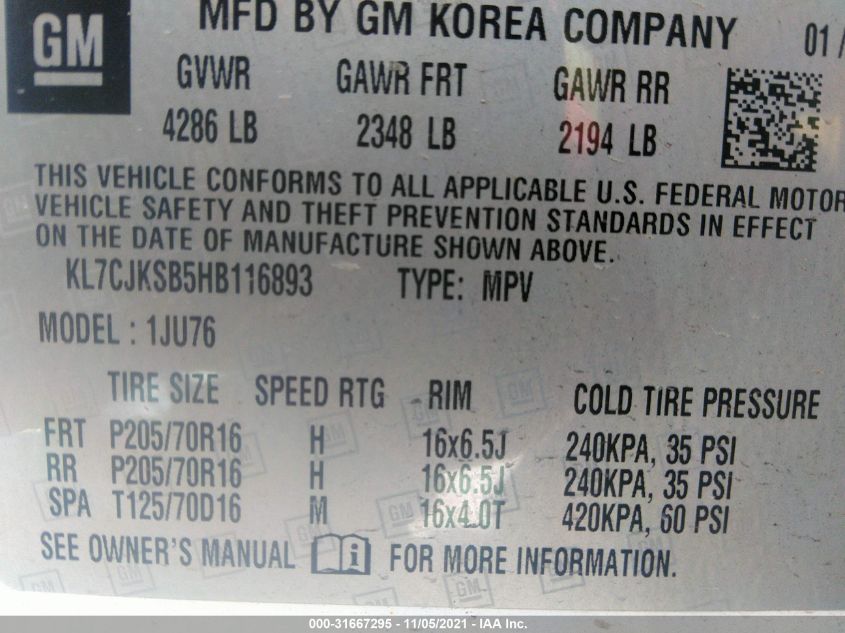 GM
MFD BY GM KOREA COMPANY 01/
GVWR GAWR FRT GAWR RR
4286 LB 2348 LB 2194 LB
THIS VEHICLE CONFORMS TO ALL APPLICABLE U.S. FEDERAL MOTOR
VEHICLE SAFETY AND THEFT PREVENTION STANDARDS IN EFFECT
ON THE DATE OF MANUFACTURE SHOWN ABOVE.
KL7CJKSB5HB116893 TYPE: MPV
MODEL : 1JU76
TIRE SIZE SPEED RTG RIM COLD TIRE PRESSURE
FRT P205/70R16 H 16x6.5J 240KPA, 35 PSI
RR P205/70R16 H 16x6.5J 240KPA, 35 PSI
SPA T125/70D16 M 16x4.0T 420KPA, 60 PSI
SEE OWNER'S MANUAL i FOR MORE INFORMATION.
000-31667295 - 11/05/2021 - IAA Inc.